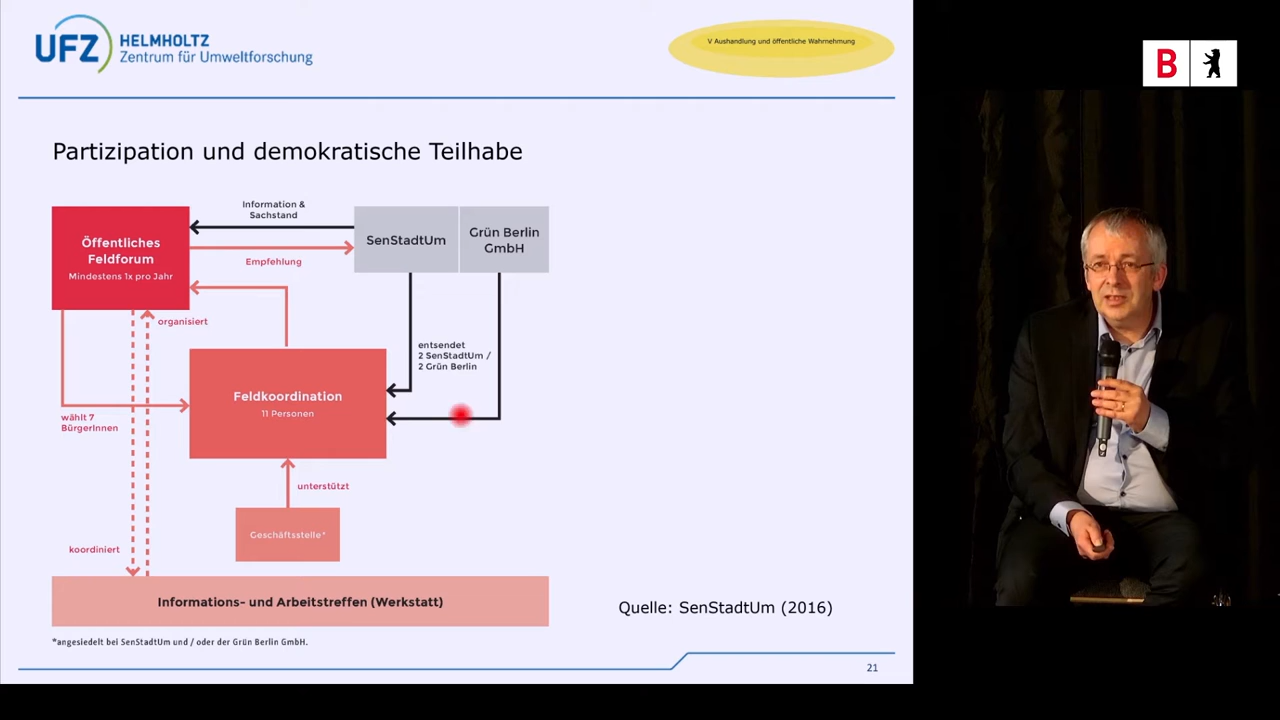 UFZ
HELMHOLTZ
Zentrum für Umweltforschung
V Aushandlung und öffentliche Wahrnehmung
B
Partizipation und demokratische Teilhabe
Information &
Sachstand
Öffentliches
Feldforum
Mindestens 1x pro Jahr
SenStadtUm
Grün Berlin
GmbH
Empfehlung
organisiert
entsendet
2 SenStadtUm /
2 Grün Berlin
Feldkoordination
11 Personen
wählt 7
BürgerInnen
unterstützt
Geschäftsstelle*
koordiniert
Informations- und Arbeitstreffen (Werkstatt)
Quelle: SenStadtUm (2016)
*angesiedelt bei SenStadtUm und / oder der Grün Berlin GmbH.
21